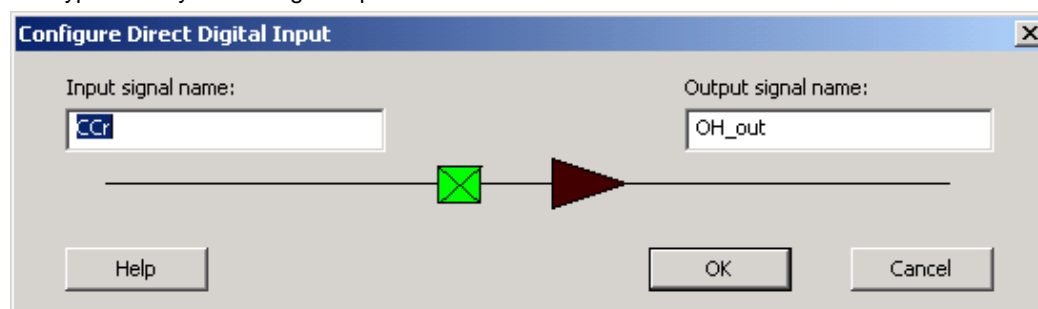 Configure Direct Digital Input
Input signal name:
Output signal name:
CCr
OH_out
Help
OK
Cancel